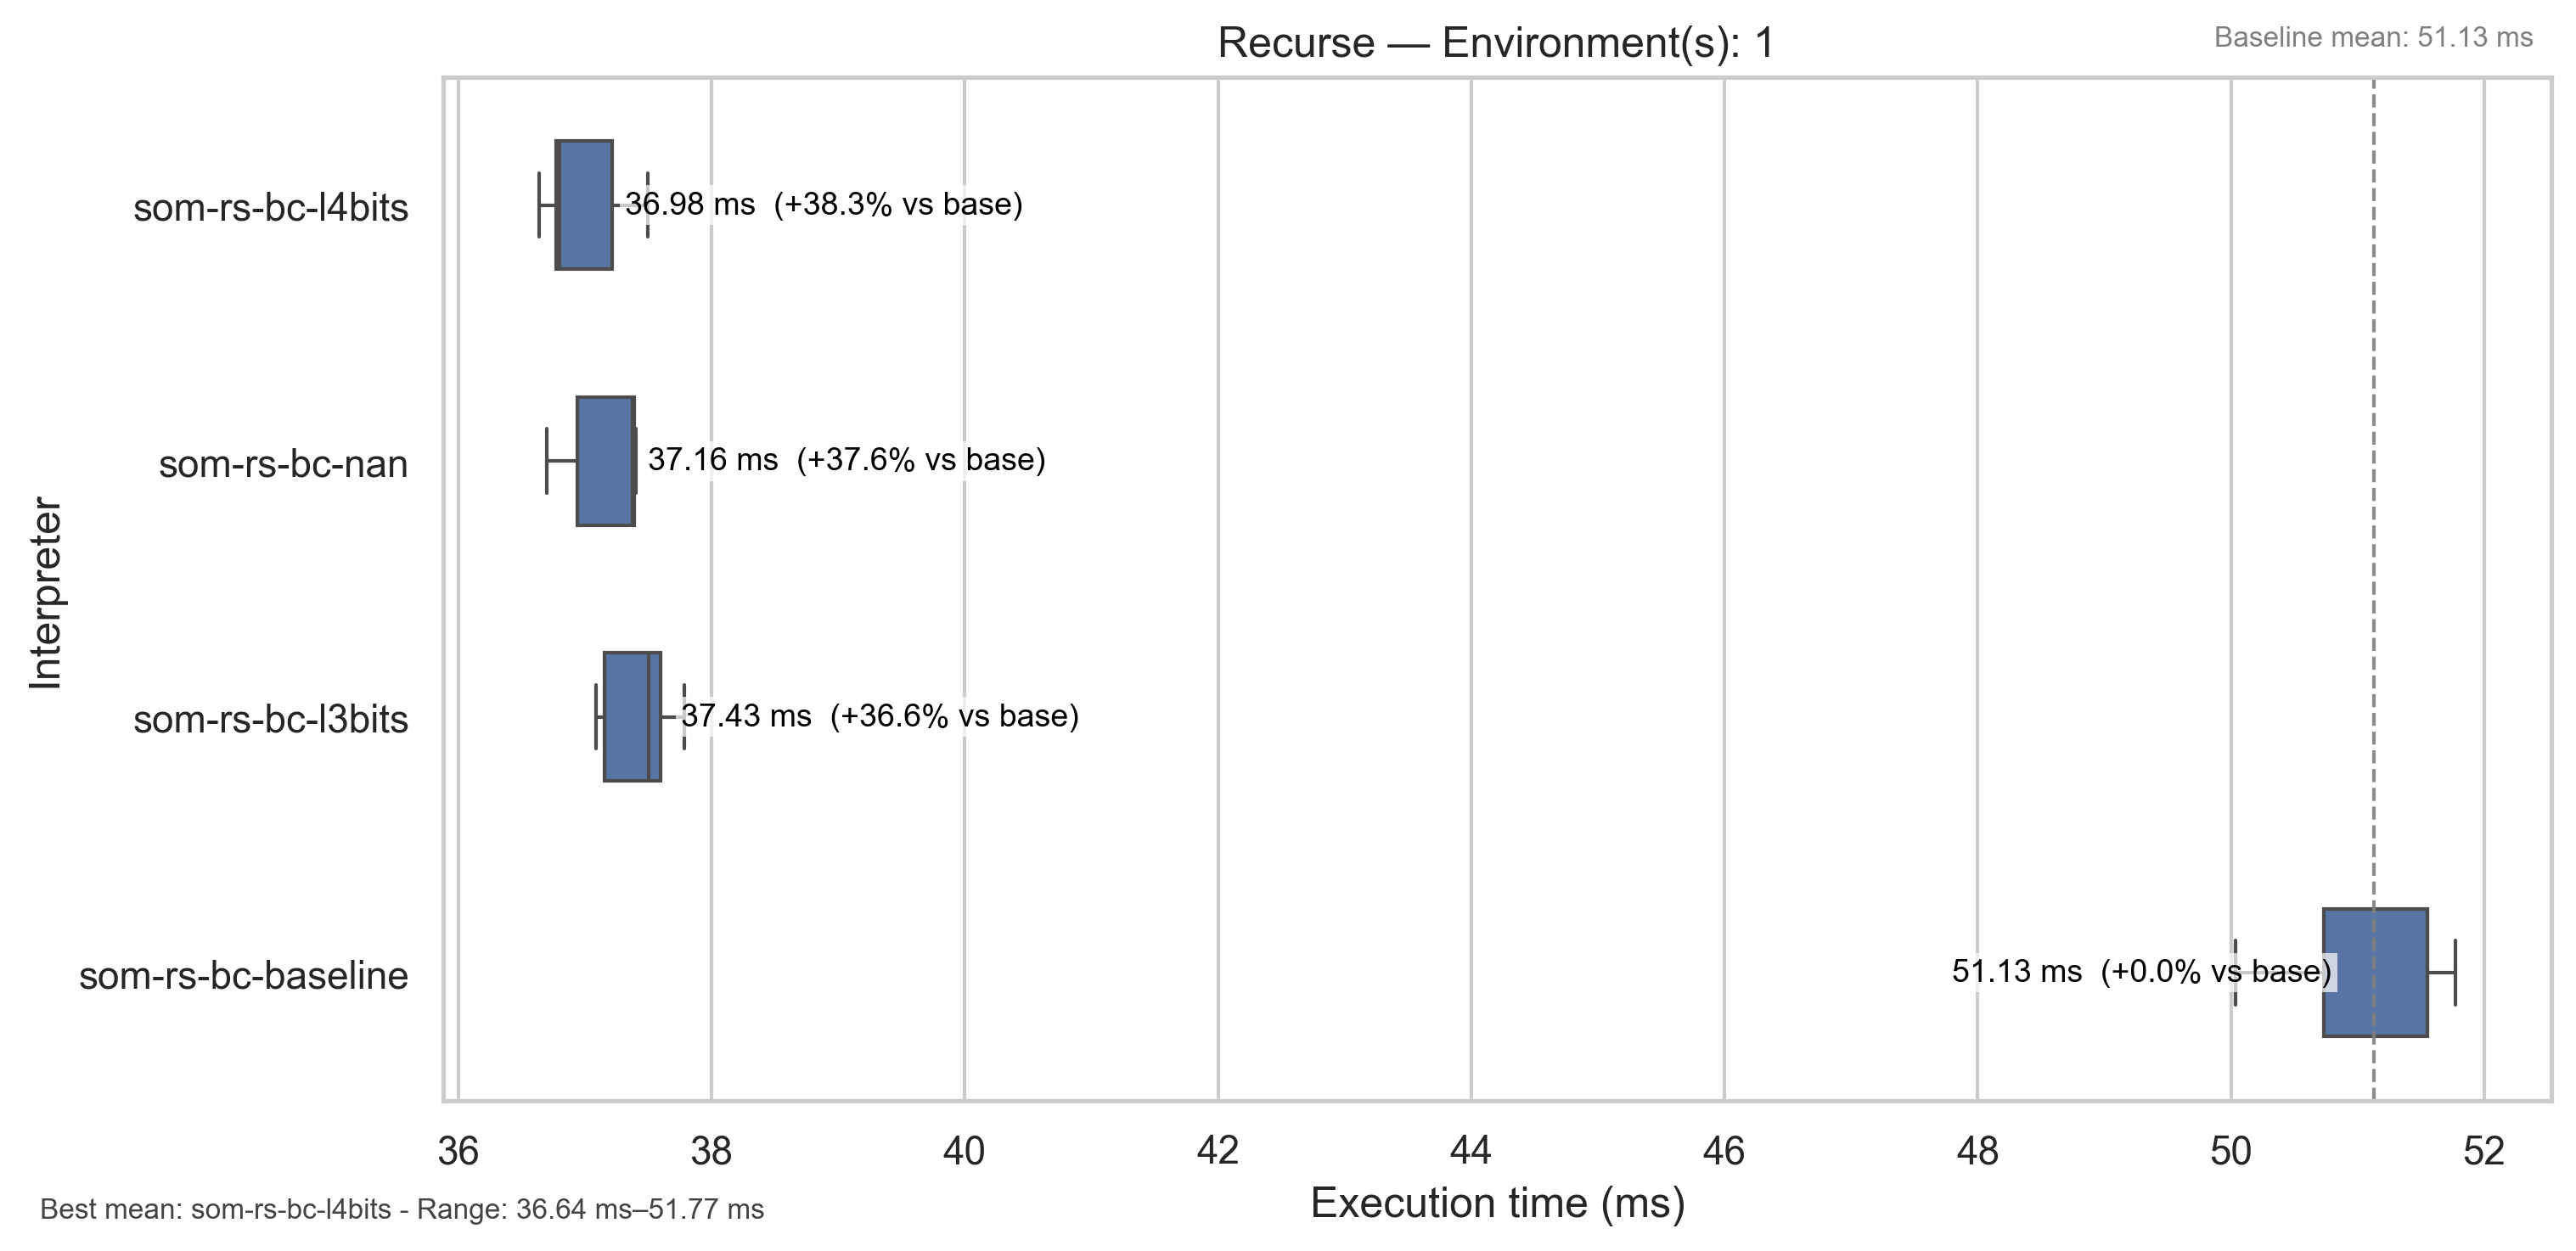 Recurse — Environment(s): 1
Baseline mean: 51.13 ms
Interpreter
som-rs-bc-l4bits
36.98 ms (+38.3% vs base)
som-rs-bc-nan
37.16 ms (+37.6% vs base)
som-rs-bc-l3bits
37.43 ms (+36.6% vs base)
som-rs-bc-baseline
51.13 ms (+0.0% vs base)
36 38 40 42 44 46 48 50 52
Execution time (ms)
Best mean: som-rs-bc-l4bits - Range: 36.64 ms–51.77 ms